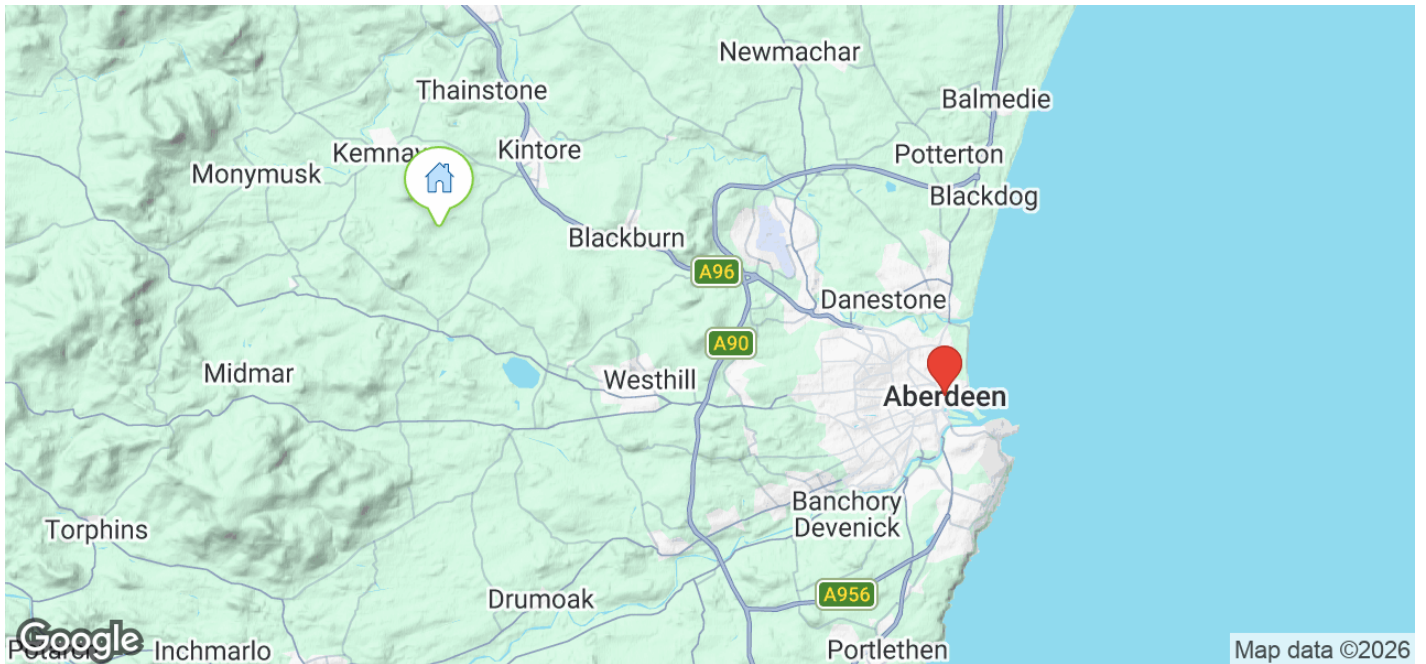 Newmachar
Thainstone
Balmedie
Kemnay
Kintore
Potterton
Monymusk
Blackdog
Blackburn
A96
Danestone
A90
Midmar
Westhill
Aberdeen
Banchory
Devenick
Torphins
Drumoak
A956
Google
Inchmarlo
Portlethen
Map data ©2026